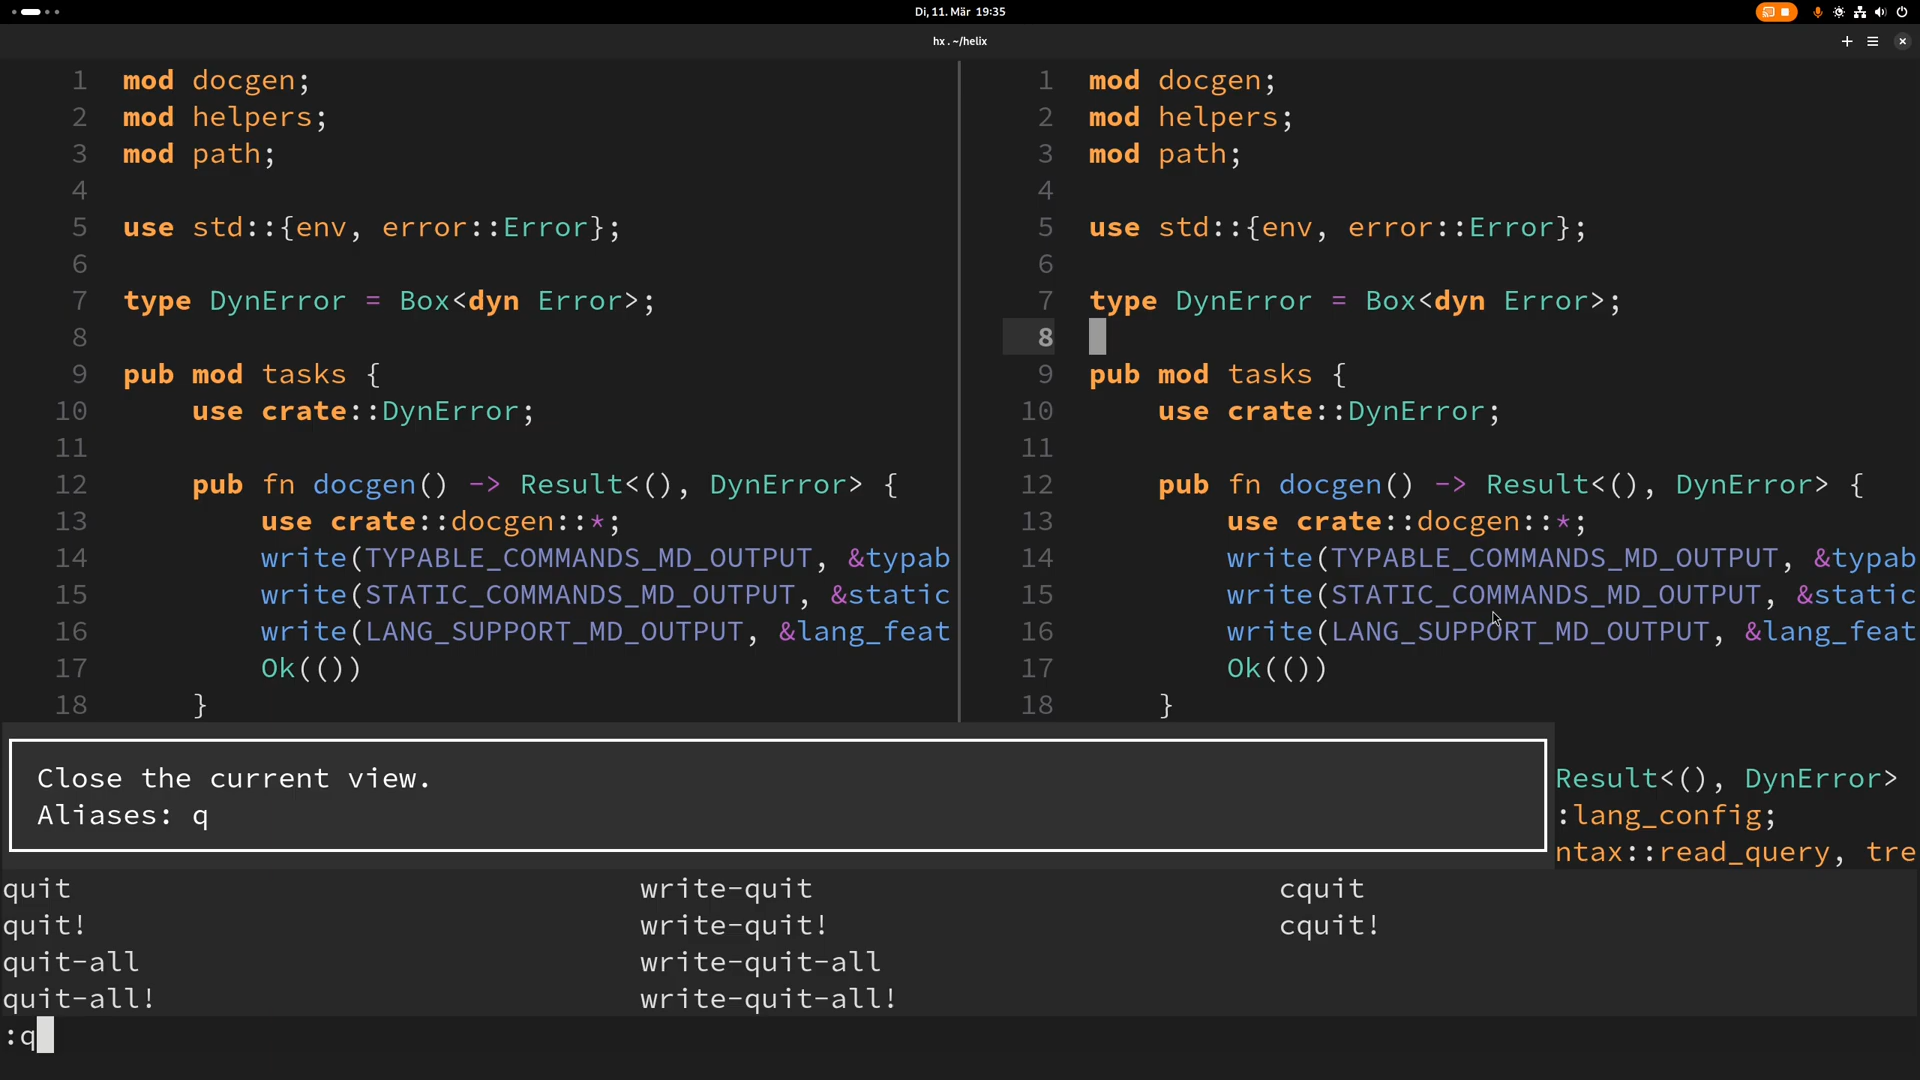 Di, 11. Mär 19:35
hx . ~/helix
1 mod docgen;
2 mod helpers;
3 mod path;
4
5 use std::{env, error::Error};
6
7 type DynError = Box<dyn Error>;
8
9 pub mod tasks {
10 use crate::DynError;
11
12 pub fn docgen() -> Result<(), DynError> {
13 use crate::docgen::*;
14 write(TYPABLE_COMMANDS_MD_OUTPUT, &typab
15 write(STATIC_COMMANDS_MD_OUTPUT, &static
16 write(LANG_SUPPORT_MD_OUTPUT, &lang_feat
17 Ok(())
18 }
1 mod docgen;
2 mod helpers;
3 mod path;
4
5 use std::{env, error::Error};
6
7 type DynError = Box<dyn Error>;
8
9 pub mod tasks {
10 use crate::DynError;
11
12 pub fn docgen() -> Result<(), DynError> {
13 use crate::docgen::*;
14 write(TYPABLE_COMMANDS_MD_OUTPUT, &typab
15 write(STATIC_COMMANDS_MD_OUTPUT, &static
16 write(LANG_SUPPORT_MD_OUTPUT, &lang_feat
17 Ok(())
18 }
Result<(), DynError>
:lang_config;
ntax::read_query, tre
Close the current view.
Aliases: q
quit write-quit cquit
quit! write-quit! cquit!
quit-all write-quit-all
quit-all! write-quit-all!
:q